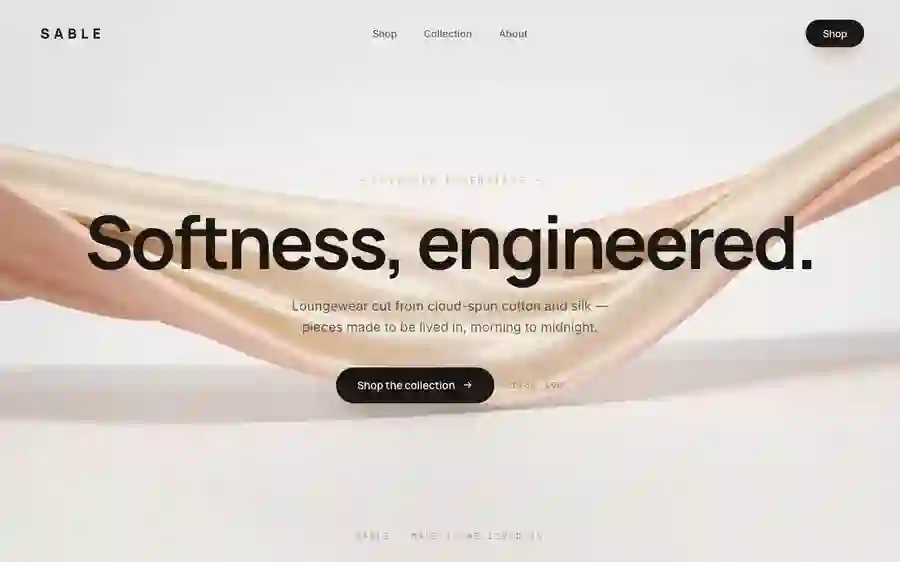 SABLE
Shop
Collection
About
Shop
Softness, engineered.
Loungewear cut from cloud-spun cotton and silk —
pieces made to be lived in, morning to midnight.
Shop the collection →
SABLE